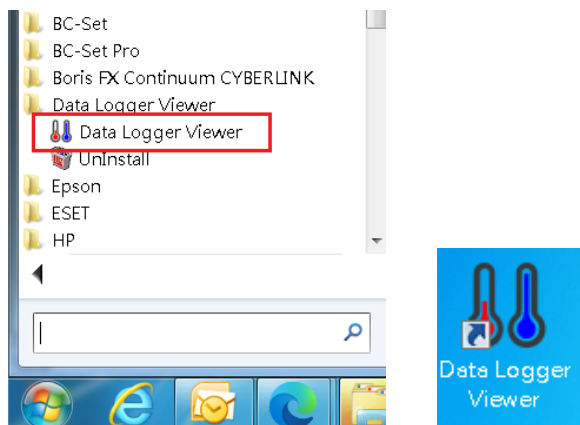 BC-Set
BC-Set Pro
Boris FX Continuum CYBERLINK
Data Logger Viewer
Data Logger Viewer
UnInstall
Epson
ESET
HP
Data Logger
Viewer